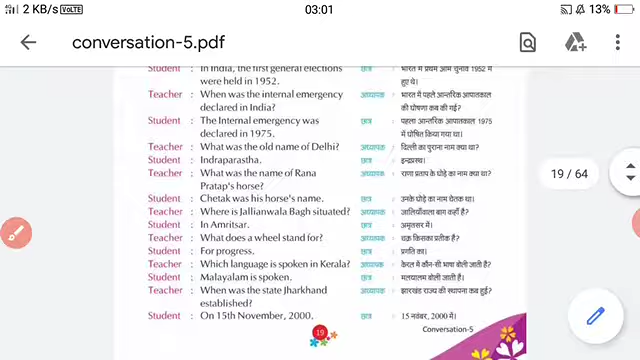 2 KB/s VoLTE 03:01 13%
conversation-5.pdf
Student : In India, the first general elections were held in 1952.
छात्र : भारत में प्रथम आम चुनाव 1952 में हुए थे।
Teacher : When was the internal emergency declared in India?
अध्यापक : भारत में पहले आन्तरिक आपातकाल की घोषणा कब की गई?
Student : The Internal emergency was declared in 1975.
छात्र : पहला आन्तरिक आपातकाल 1975 में घोषित किया गया था।
Teacher : What was the old name of Delhi?
अध्यापक : दिल्ली का पुराना नाम क्या था?
Student : Indraparastha.
छात्र : इन्द्रप्रस्थ।
Teacher : What was the name of Rana Pratap's horse?
अध्यापक : राणा प्रताप के घोड़े का नाम क्या था?
Student : Chetak was his horse's name.
छात्र : उनके घोड़े का नाम चेतक था।
Teacher : Where is Jallianwala Bagh situated?
अध्यापक : जालियाँवाला बाग कहाँ है?
Student : In Amritsar.
छात्र : अमृतसर में।
Teacher : What does a wheel stand for?
अध्यापक : चक्र किसका प्रतीक है?
Student : For progress.
छात्र : प्रगति का।
Teacher : Which language is spoken in Kerala?
अध्यापक : केरल में कौन-सी भाषा बोली जाती है?
Student : Malayalam is spoken.
छात्र : मलयालम बोली जाती है।
Teacher : When was the state Jharkhand established?
अध्यापक : झारखंड राज्य की स्थापना कब हुई?
Student : On 15th November, 2000.
छात्र : 15 नवंबर, 2000 में।
19
Conversation-5
19 / 64